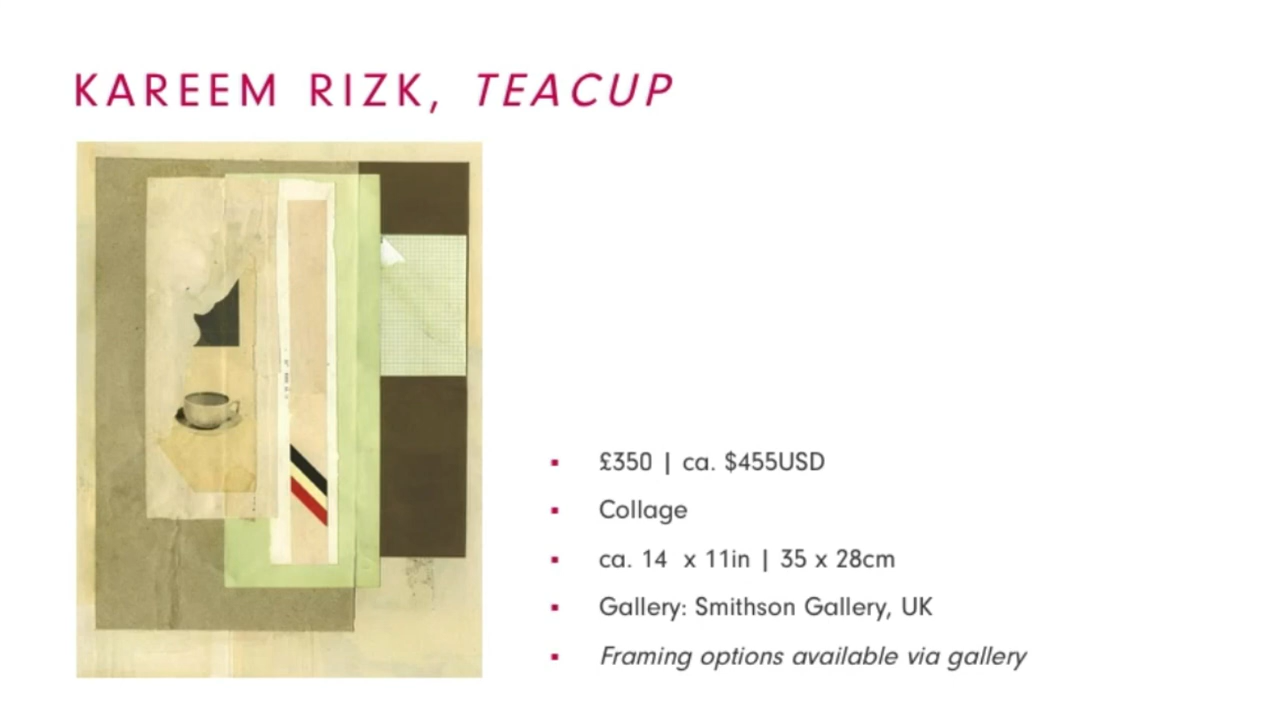 KAREEM RIZK, TEACUP
£350 | ca. $455USD
Collage
ca. 14 x 11in | 35 x 28cm
Gallery: Smithson Gallery, UK
Framing options available via gallery